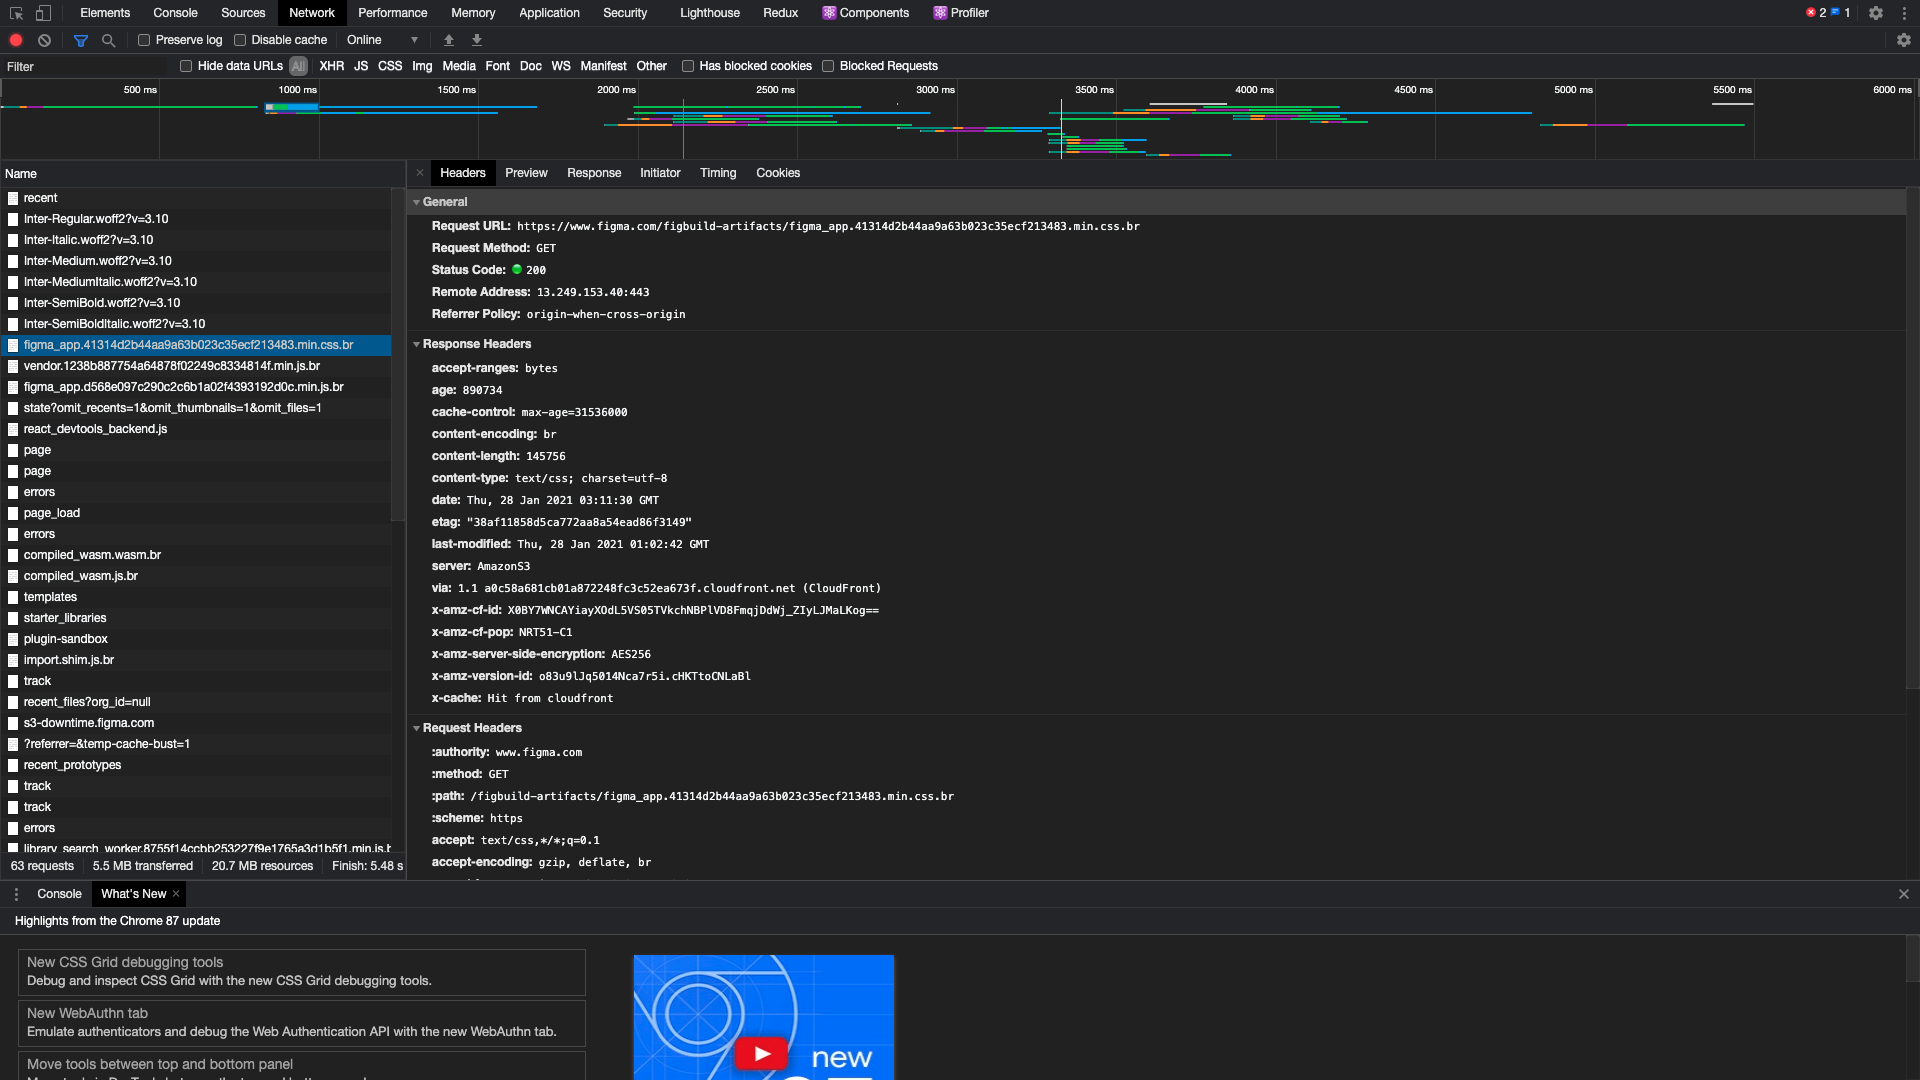 Elements Console Sources Network Performance Memory Application Security Lighthouse Redux Components Profiler 2 1
Preserve log Disable cache Online
Filter Hide data URLs All XHR JS CSS Img Media Font Doc WS Manifest Other Has blocked cookies Blocked Requests
500 ms 1000 ms 1500 ms 2000 ms 2500 ms 3000 ms 3500 ms 4000 ms 4500 ms 5000 ms 5500 ms 6000 ms
Name
recent
Inter-Regular.woff2?v=3.10
Inter-Italic.woff2?v=3.10
Inter-Medium.woff2?v=3.10
Inter-MediumItalic.woff2?v=3.10
Inter-SemiBold.woff2?v=3.10
Inter-SemiBoldItalic.woff2?v=3.10
figma_app.41314d2b44aa9a63b023c35ecf213483.min.css.br
vendor.1238b887754a64878f02249c8334814f.min.js.br
figma_app.d568e097c290c2c6b1a02f4393192d0c.min.js.br
state?omit_recents=1&omit_thumbnails=1&omit_files=1
react_devtools_backend.js
page
page
errors
page_load
errors
compiled_wasm.wasm.br
compiled_wasm.js.br
templates
starter_libraries
plugin-sandbox
import.shim.js.br
track
recent_files?org_id=null
s3-downtime.figma.com
?referrer=&temp-cache-bust=1
recent_prototypes
track
track
errors
library_search_worker.8755f14ccbb253227f9e1765a3d1b5f1.min.js.b
63 requests 5.5 MB transferred 20.7 MB resources Finish: 5.48 s
Headers Preview Response Initiator Timing Cookies
General
Request URL: https://www.figma.com/figbuild-artifacts/figma_app.41314d2b44aa9a63b023c35ecf213483.min.css.br
Request Method: GET
Status Code: 200
Remote Address: 13.249.153.40:443
Referrer Policy: origin-when-cross-origin
Response Headers
accept-ranges: bytes
age: 890734
cache-control: max-age=31536000
content-encoding: br
content-length: 145756
content-type: text/css; charset=utf-8
date: Thu, 28 Jan 2021 03:11:30 GMT
etag: "38af11858d5ca772aa8a54ead86f3149"
last-modified: Thu, 28 Jan 2021 01:02:42 GMT
server: AmazonS3
via: 1.1 a0c58a681cb01a872248fc3c52ea673f.cloudfront.net (CloudFront)
x-amz-cf-id: X0BY7WNCAYiayXOdL5VS05TVkchNBPlVD8FmqjDdWj_ZIyLJMaLKog==
x-amz-cf-pop: NRT51-C1
x-amz-server-side-encryption: AES256
x-amz-version-id: o83u9lJq5014Nca7r5i.cHKTtoCNLaBl
x-cache: Hit from cloudfront
Request Headers
:authority: www.figma.com
:method: GET
:path: /figbuild-artifacts/figma_app.41314d2b44aa9a63b023c35ecf213483.min.css.br
:scheme: https
accept: text/css,*/*;q=0.1
accept-encoding: gzip, deflate, br
Console What's New
Highlights from the Chrome 87 update
New CSS Grid debugging tools
Debug and inspect CSS Grid with the new CSS Grid debugging tools.
New WebAuthn tab
Emulate authenticators and debug the Web Authentication API with the new WebAuthn tab.
Move tools between top and bottom panel
new